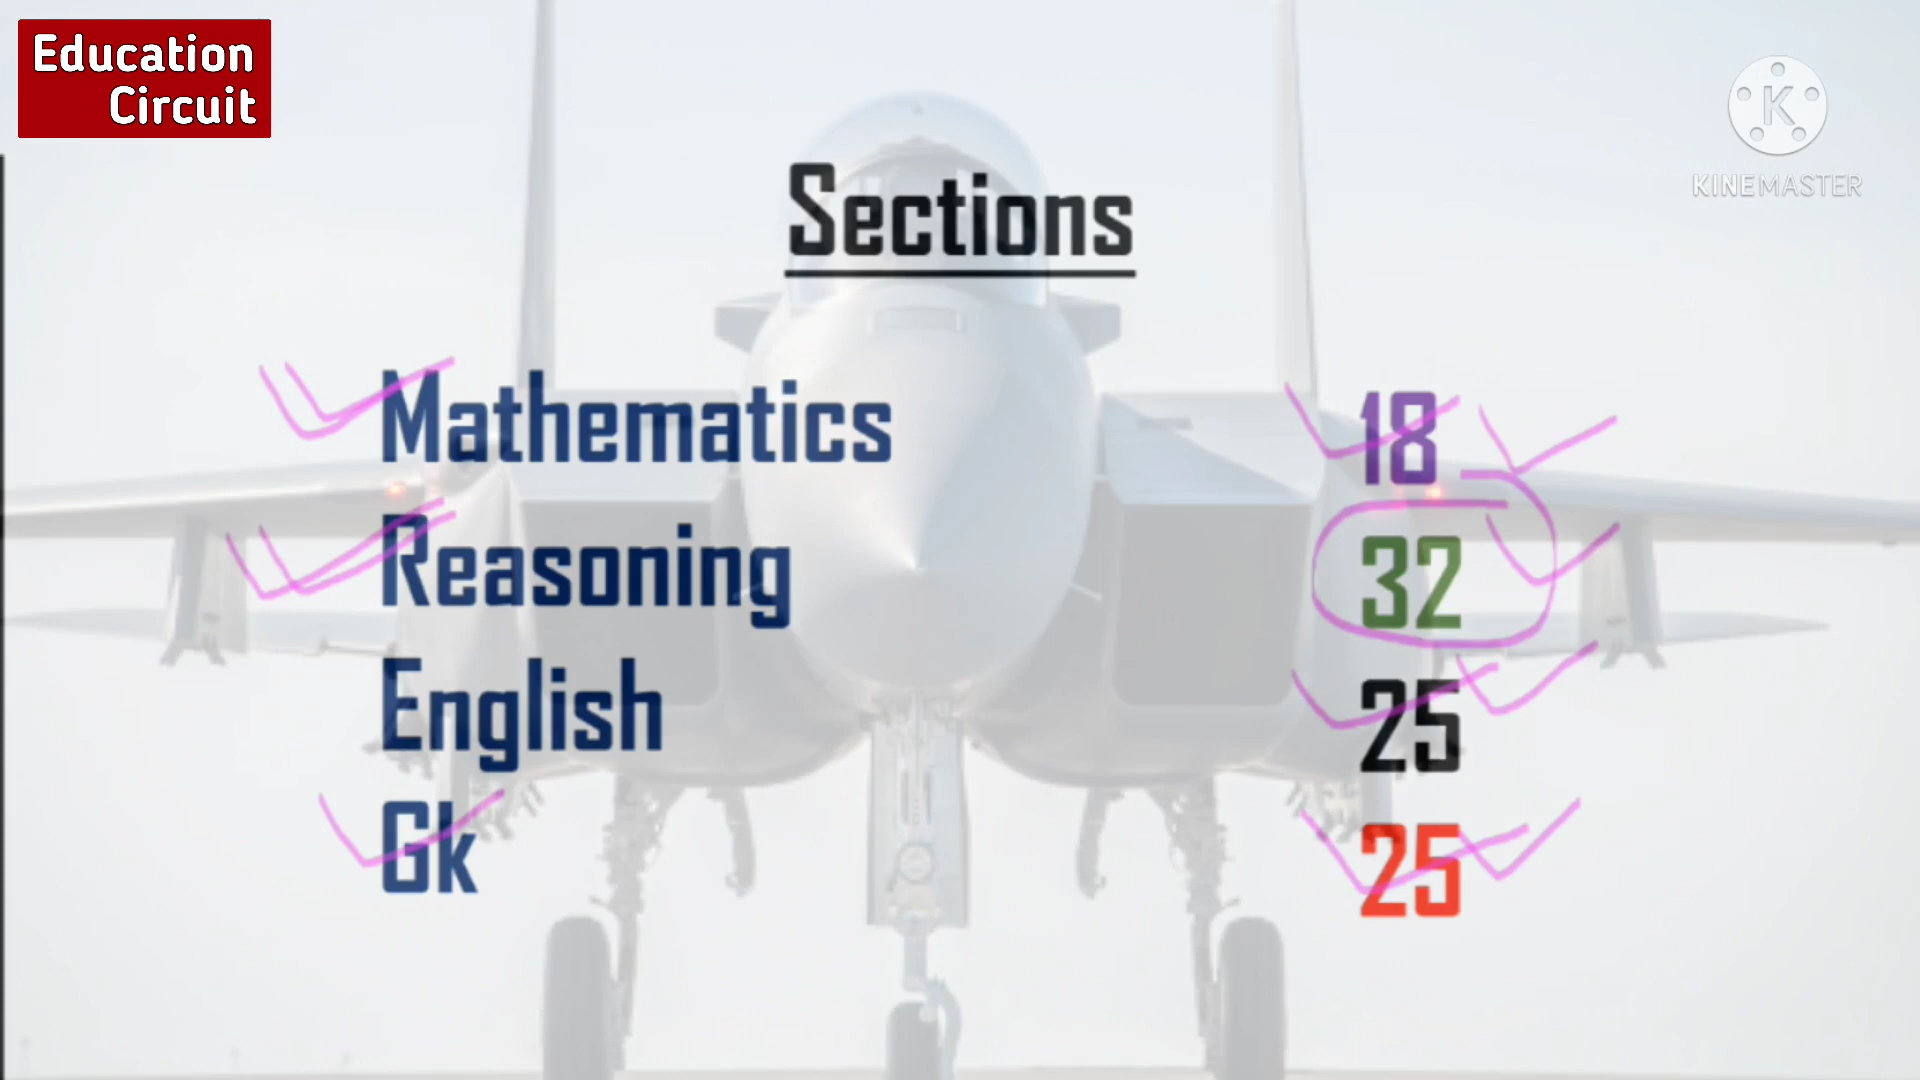 Education
Circuit
K
KINEMASTER
Sections
Mathematics 18
Reasoning 32
English 25
Gk 25